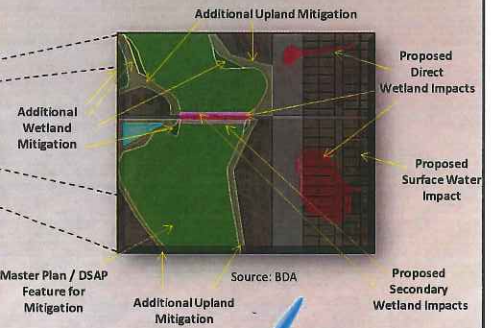 Additional Upland Mitigation
Proposed
Direct
Wetland Impacts
Additional
Wetland
Mitigation
Proposed
Surface Water
Impact
Master Plan / DSAP
Feature for
Mitigation
Source: BDA
Additional Upland
Mitigation
Proposed
Secondary
Wetland Impacts